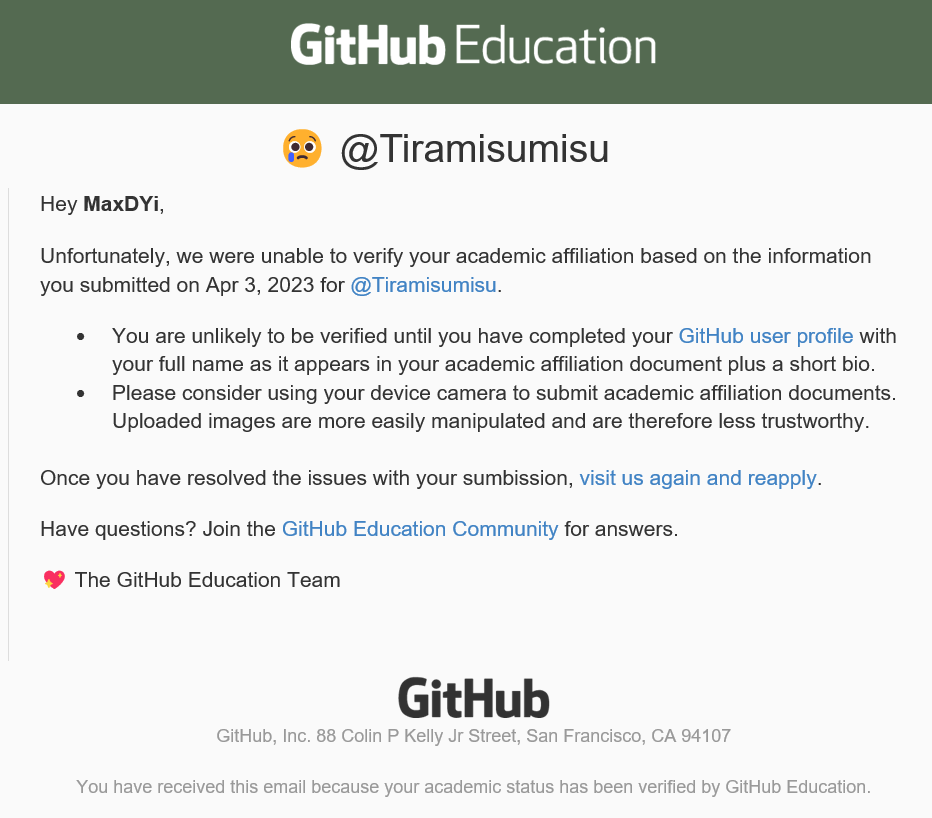 GitHub Education
@Tiramisumisu
Hey MaxDYi,
Unfortunately, we were unable to verify your academic affiliation based on the information
you submitted on Apr 3, 2023 for @Tiramisumisu.
• You are unlikely to be verified until you have completed your GitHub user profile with
your full name as it appears in your academic affiliation document plus a short bio.
• Please consider using your device camera to submit academic affiliation documents.
Uploaded images are more easily manipulated and are therefore less trustworthy.
Once you have resolved the issues with your sumbission, visit us again and reapply.
Have questions? Join the GitHub Education Community for answers.
💖 The GitHub Education Team
GitHub
GitHub, Inc. 88 Colin P Kelly Jr Street, San Francisco, CA 94107
You have received this email because your academic status has been verified by GitHub Education.